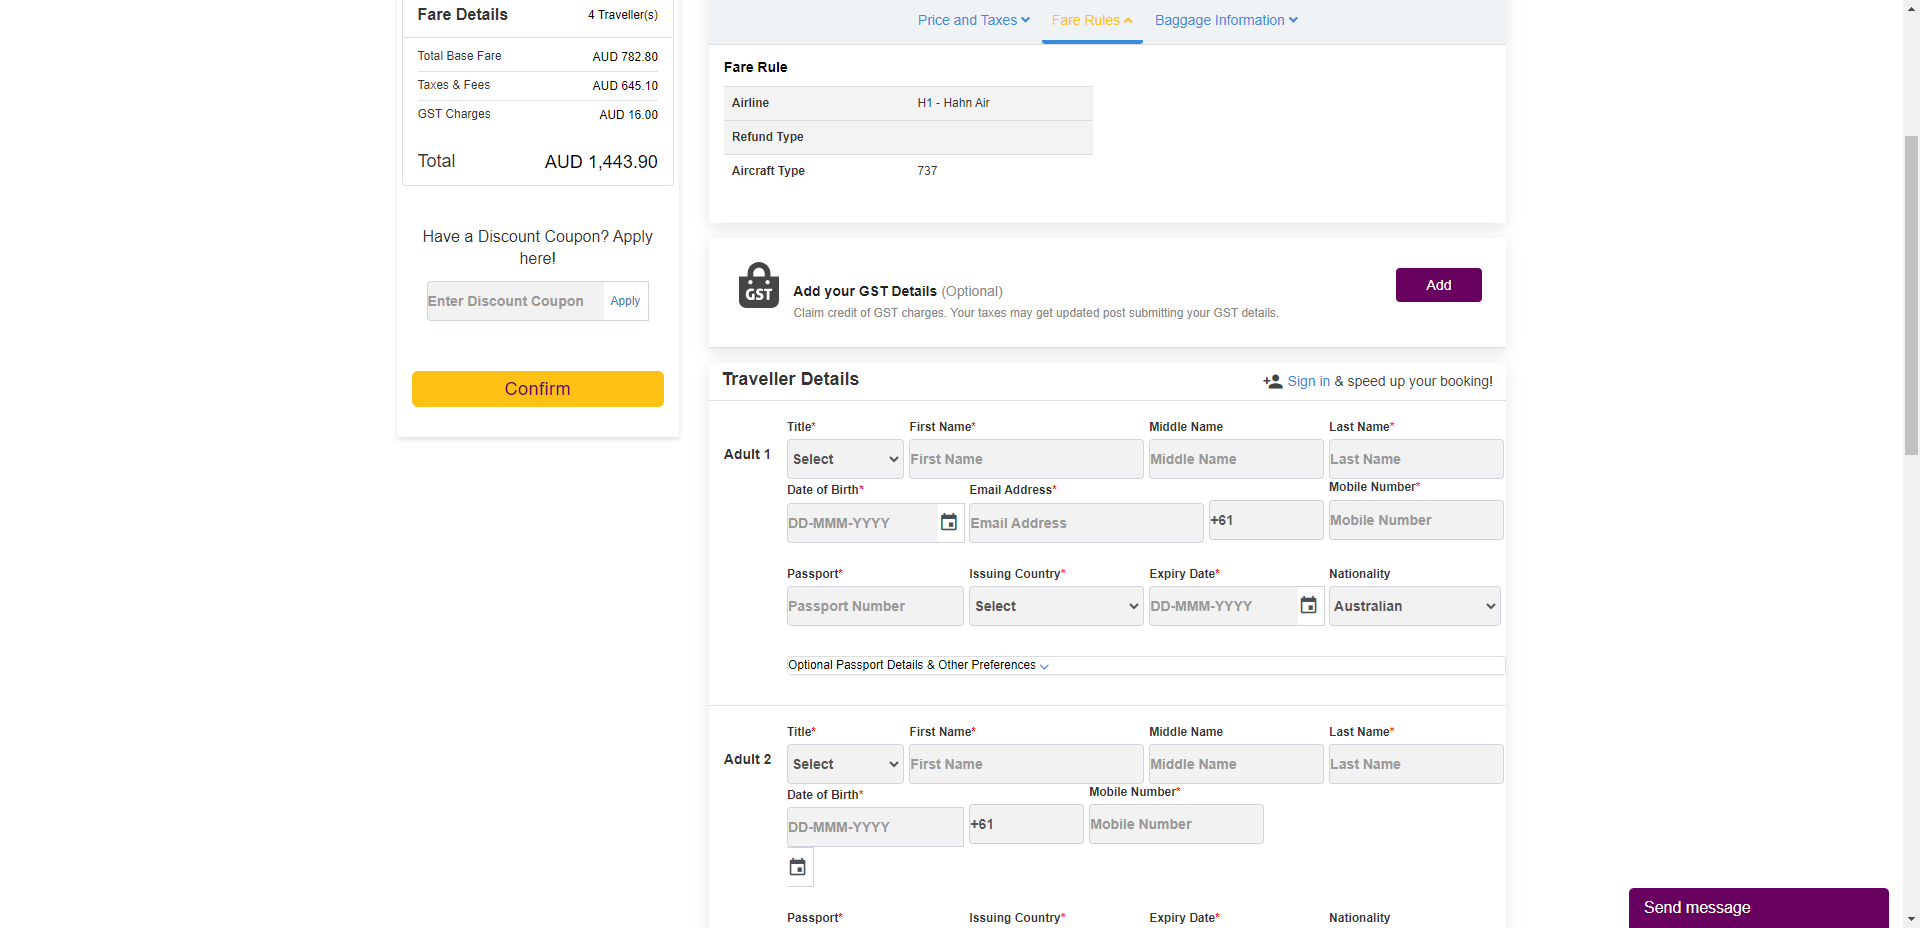 Fare Details 4 Traveller(s)
Total Base Fare AUD 782.80
Taxes & Fees AUD 645.10
GST Charges AUD 16.00
Total AUD 1,443.90
Have a Discount Coupon? Apply
here!
Enter Discount Coupon Apply
Confirm
Price and Taxes Fare Rules Baggage Information
Fare Rule
Airline H1 - Hahn Air
Refund Type
Aircraft Type 737
GST
Add your GST Details (Optional)
Claim credit of GST charges. Your taxes may get updated post submitting your GST details.
Add
Traveller Details Sign in & speed up your booking!
Title* First Name* Middle Name Last Name*
Adult 1 Select First Name Middle Name Last Name
Date of Birth* Email Address* Mobile Number*
DD-MMM-YYYY Email Address +61 Mobile Number
Passport* Issuing Country* Expiry Date* Nationality
Passport Number Select DD-MMM-YYYY Australian
Optional Passport Details & Other Preferences
Title* First Name* Middle Name Last Name*
Adult 2 Select First Name Middle Name Last Name
Date of Birth* Mobile Number*
DD-MMM-YYYY +61 Mobile Number
Passport* Issuing Country* Expiry Date* Nationality
Send message